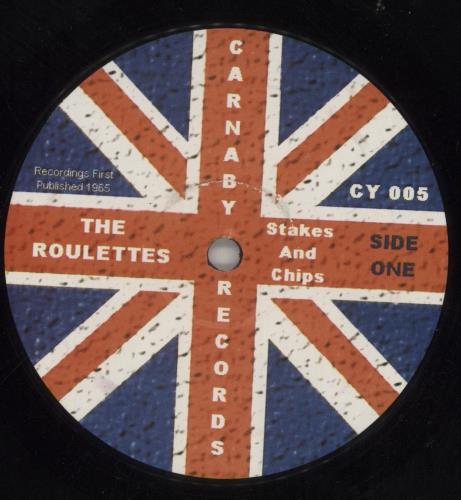 CARNABY RECORDS
Recordings First
Published 1965
CY 005
THE
ROULETTES
Stakes
And
Chips
SIDE
ONE